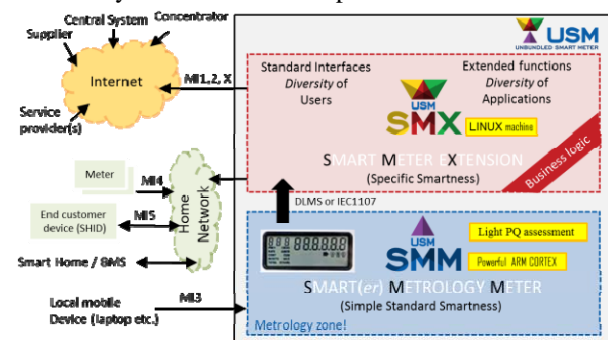 Central System
Concentrator
Supplier
Internet
Service
provider(s)
MI1, 2, X
USM
UNBUNDLED SMART METER
Standard Interfaces
Diversity of
Users
Extended functions
Diversity of
Applications
USM
SMX
LINUX machine
SMART METER EXTENSION
(Specific Smartness)
Business logic
Meter
MI4
End customer
device (SHID)
MI5
Home
Network
Smart Home / BMS
Local mobile
Device (laptop etc.)
MI3
DLMS or IEC1107
USM
SMM
Light PQ assessment
Powerful ARM CORTEX
SMART(er) METROLOGY METER
(Simple Standard Smartness)
Metrology zone!